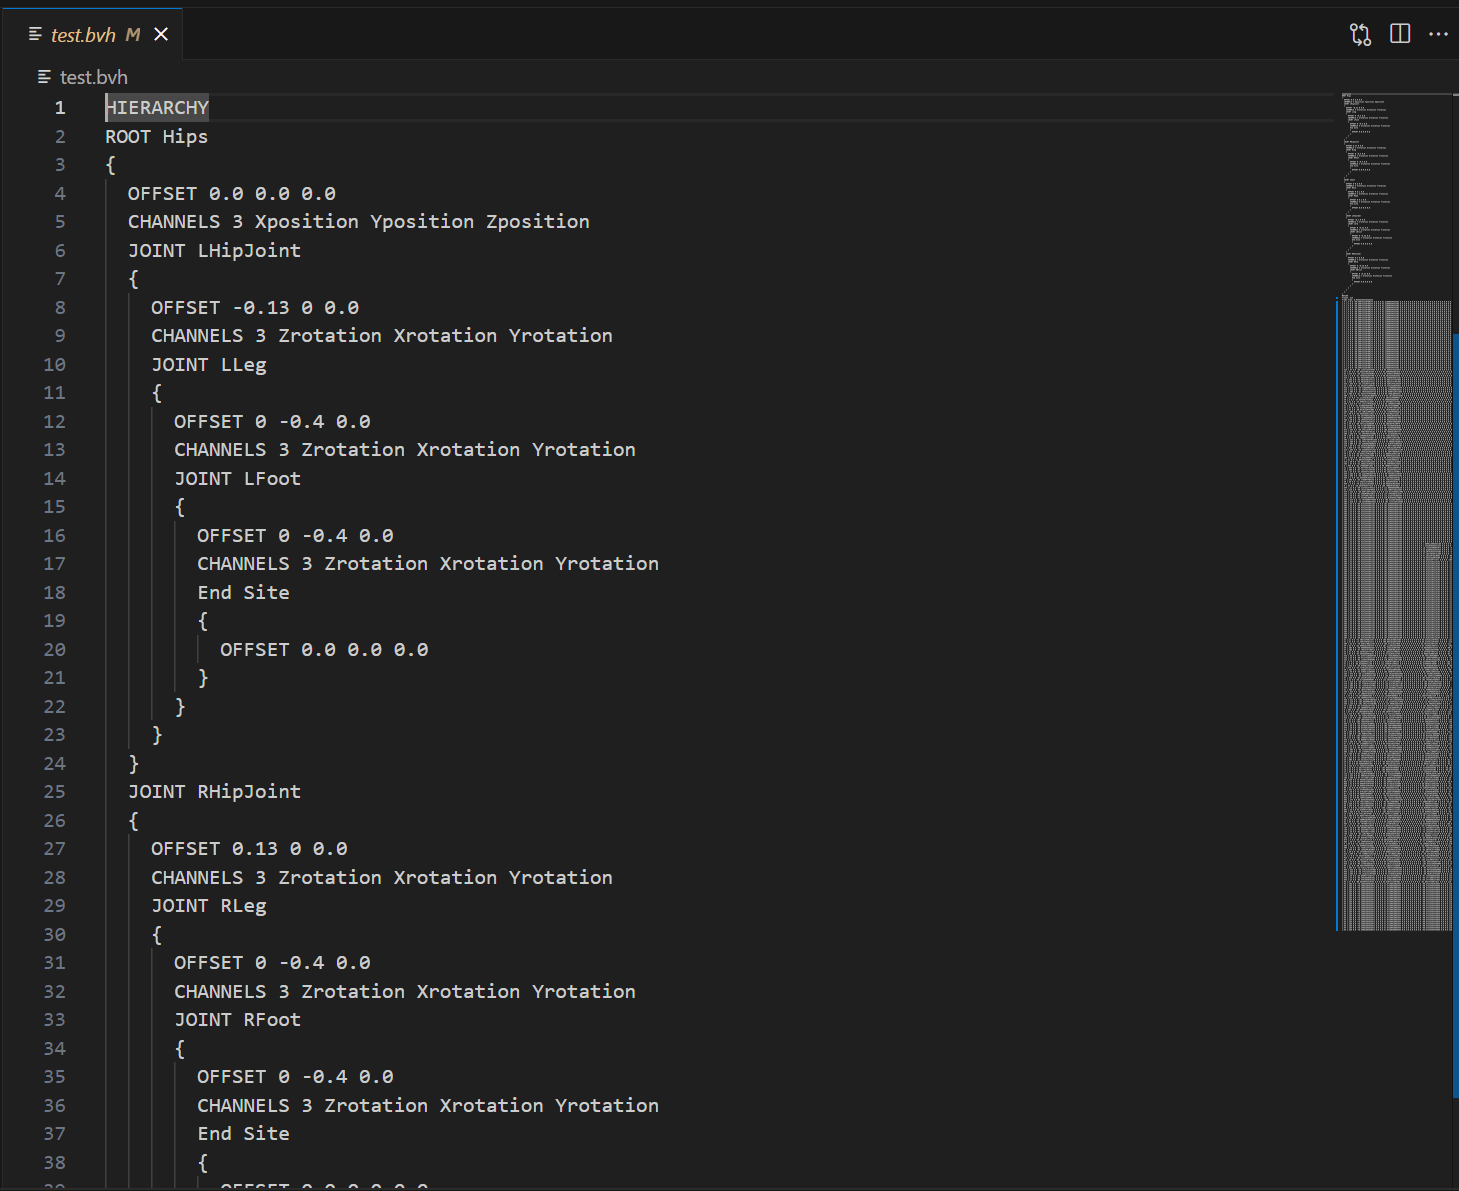 test.bvh M
test.bvh
1 HIERARCHY
2 ROOT Hips
3 {
4 OFFSET 0.0 0.0 0.0
5 CHANNELS 3 Xposition Yposition Zposition
6 JOINT LHipJoint
7 {
8 OFFSET -0.13 0 0.0
9 CHANNELS 3 Zrotation Xrotation Yrotation
10 JOINT LLeg
11 {
12 OFFSET 0 -0.4 0.0
13 CHANNELS 3 Zrotation Xrotation Yrotation
14 JOINT LFoot
15 {
16 OFFSET 0 -0.4 0.0
17 CHANNELS 3 Zrotation Xrotation Yrotation
18 End Site
19 {
20 OFFSET 0.0 0.0 0.0
21 }
22 }
23 }
24 }
25 JOINT RHipJoint
26 {
27 OFFSET 0.13 0 0.0
28 CHANNELS 3 Zrotation Xrotation Yrotation
29 JOINT RLeg
30 {
31 OFFSET 0 -0.4 0.0
32 CHANNELS 3 Zrotation Xrotation Yrotation
33 JOINT RFoot
34 {
35 OFFSET 0 -0.4 0.0
36 CHANNELS 3 Zrotation Xrotation Yrotation
37 End Site
38 {